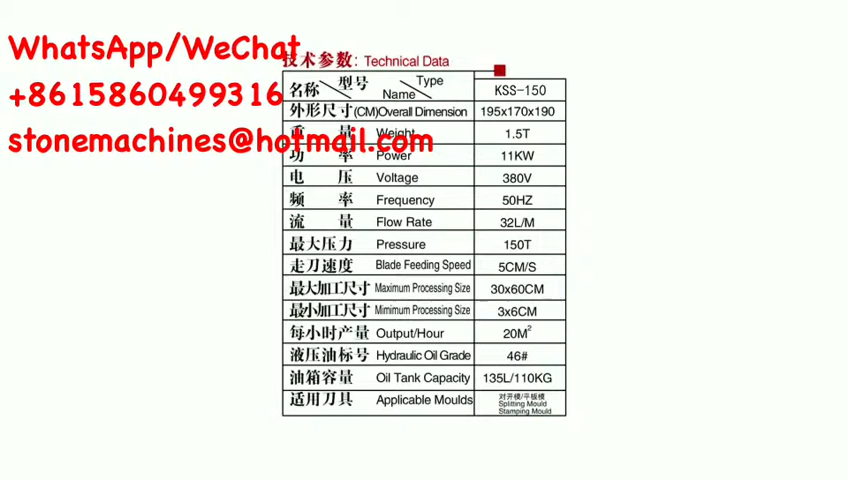 WhatsApp/WeChat
+8615860499316
stonemachines@hotmail.com
技术参数: Technical Data
名称 Name 型号 Type KSS-150
外形尺寸(CM)Overall Dimension 195x170x190
重 量 Weight 1.5T
功 率 Power 11KW
电 压 Voltage 380V
频 率 Frequency 50HZ
流 量 Flow Rate 32L/M
最大压力 Pressure 150T
走刀速度 Blade Feeding Speed 5CM/S
最大加工尺寸 Maximum Processing Size 30x60CM
最小加工尺寸 Mimimum Processing Size 3x6CM
每小时产量 Output/Hour 20M²
液压油标号 Hydraulic Oil Grade 46#
油箱容量 Oil Tank Capacity 135L/110KG
适用刀具 Applicable Moulds 对开模/平板模
Splitting Mould
Stamping Mould